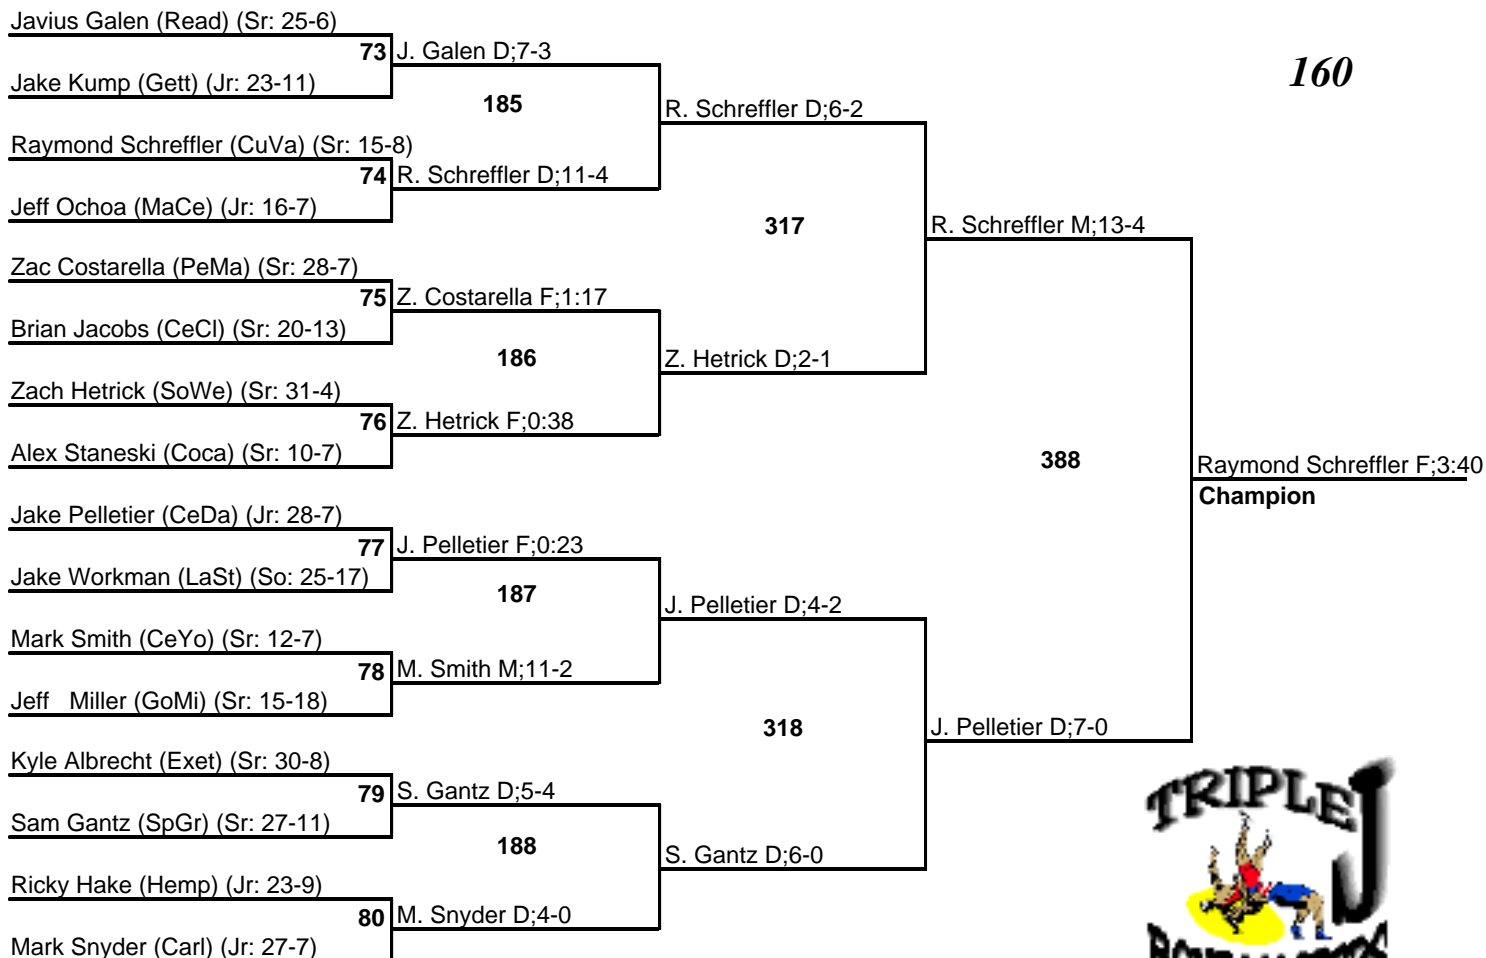 Javius Galen (Read) (Sr: 25-6)
73 J. Galen D;7-3
Jake Kump (Gett) (Jr: 23-11)
160
185
R. Schreffler D;6-2
Raymond Schreffler (CuVa) (Sr: 15-8)
74 R. Schreffler D;11-4
Jeff Ochoa (MaCe) (Jr: 16-7)
317
R. Schreffler M;13-4
Zac Costarella (PeMa) (Sr: 28-7)
75 Z. Costarella F;1:17
Brian Jacobs (CeCl) (Sr: 20-13)
186
Z. Hetrick D;2-1
Zach Hetrick (SoWe) (Sr: 31-4)
76 Z. Hetrick F;0:38
Alex Staneski (Coca) (Sr: 10-7)
388
Raymond Schreffler F;3:40
Champion
Jake Pelletier (CeDa) (Jr: 28-7)
77 J. Pelletier F;0:23
Jake Workman (LaSt) (So: 25-17)
187
J. Pelletier D;4-2
Mark Smith (CeYo) (Sr: 12-7)
78 M. Smith M;11-2
Jeff Miller (GoMi) (Sr: 15-18)
318
J. Pelletier D;7-0
Kyle Albrecht (Exet) (Sr: 30-8)
79 S. Gantz D;5-4
Sam Gantz (SpGr) (Sr: 27-11)
188
S. Gantz D;6-0
Ricky Hake (Hemp) (Jr: 23-9)
80 M. Snyder D;4-0
Mark Snyder (Carl) (Jr: 27-7)
TRIPLE J